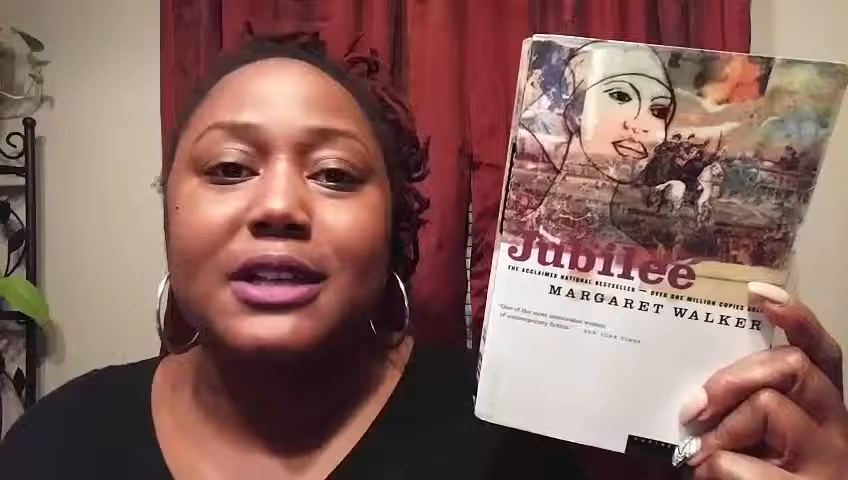 Jubilee
THE ACCLAIMED NATIONAL BESTSELLER — OVER ONE MILLION COPIES SOLD
MARGARET WALKER
"One of the most memorable women
of contemporary fiction." NEW YORK TIMES